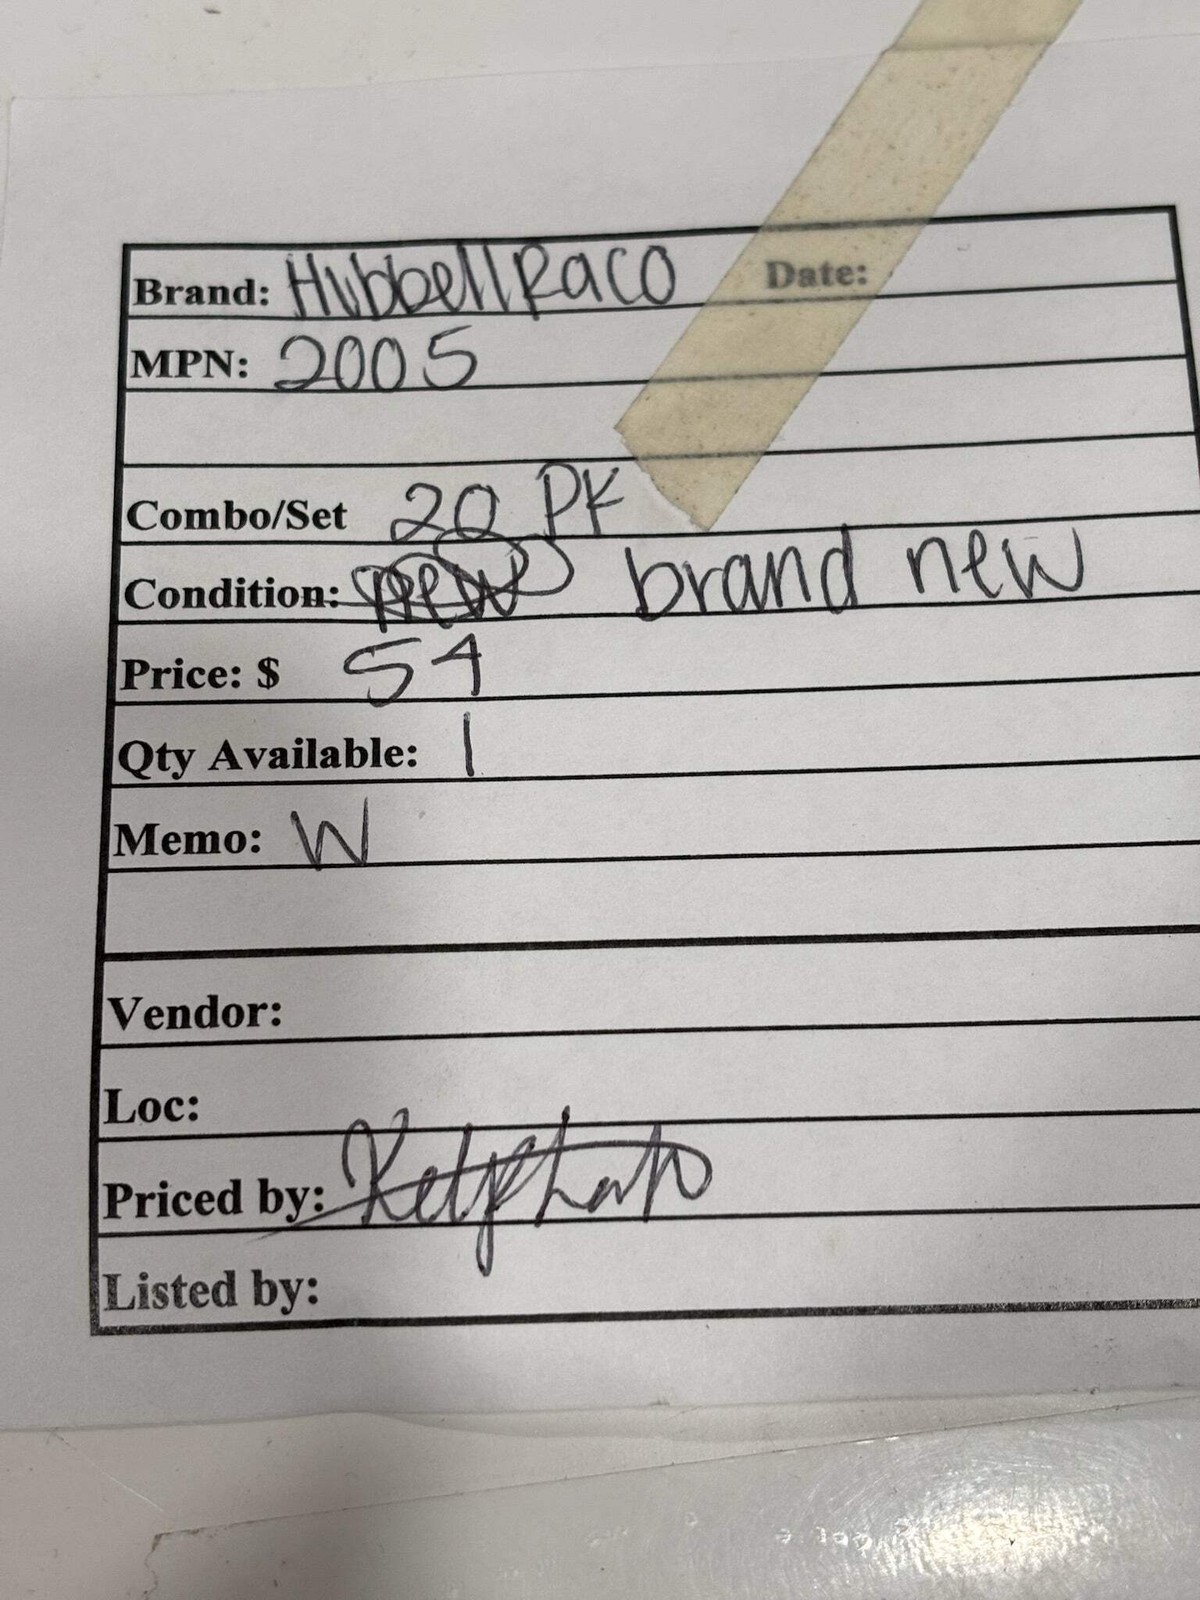 Brand: Hubbell Raco Date:
MPN: 2005
Combo/Set 20 PK
Condition: new brand new
Price: $ 54
Qty Available: 1
Memo: W
Vendor:
Loc:
Priced by:
Listed by: